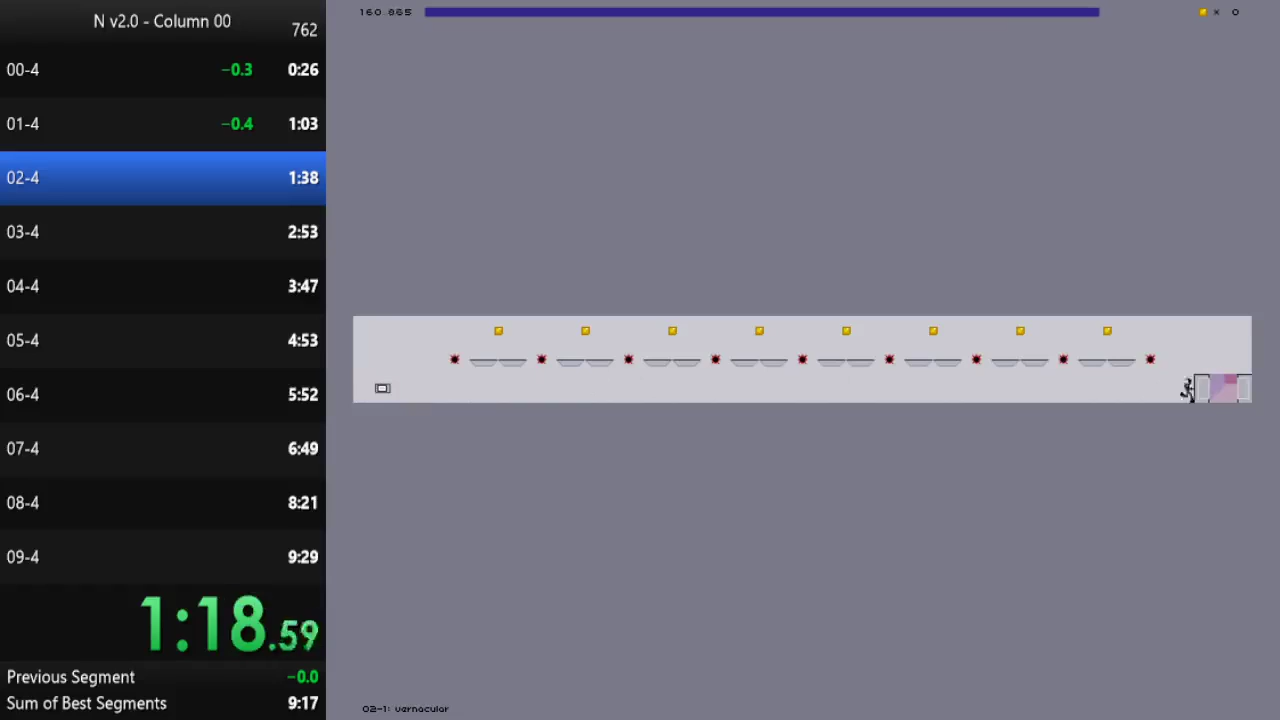 N v2.0 - Column 00
762
00-4 −0.3 0:26
01-4 −0.4 1:03
02-4 1:38
03-4 2:53
04-4 3:47
05-4 4:53
06-4 5:52
07-4 6:49
08-4 8:21
09-4 9:29
1:18.59
Previous Segment −0.0
Sum of Best Segments 9:17
160.865
× 0
02-1: vernacular